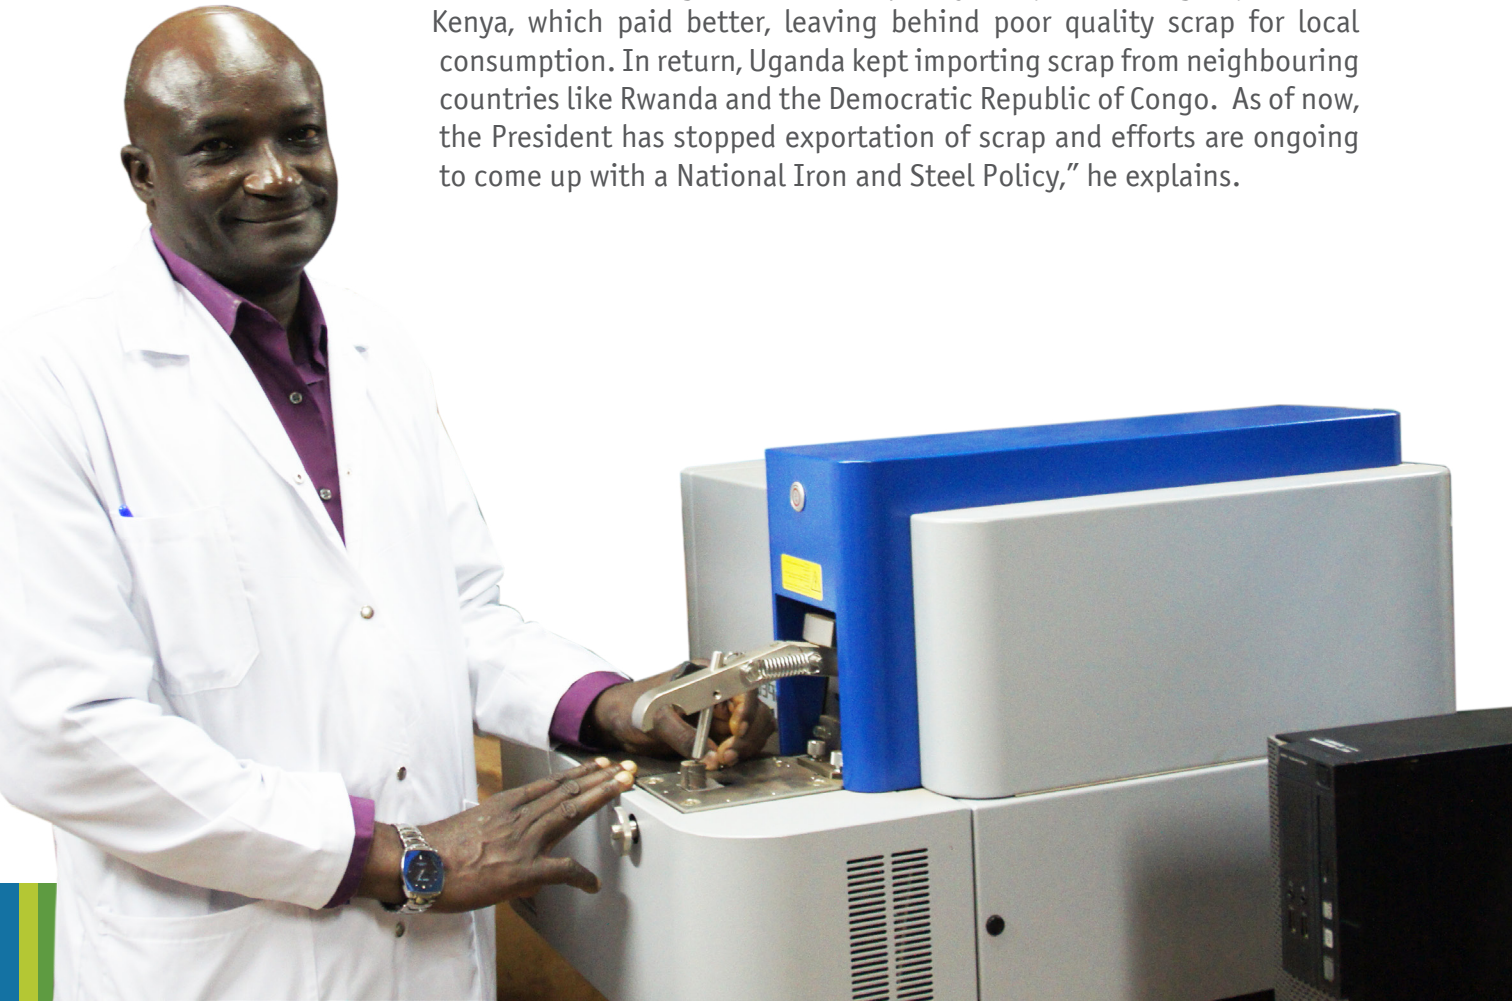 Kenya, which paid better, leaving behind poor quality scrap for local
consumption. In return, Uganda kept importing scrap from neighbouring
countries like Rwanda and the Democratic Republic of Congo. As of now,
the President has stopped exportation of scrap and efforts are ongoing
to come up with a National Iron and Steel Policy,” he explains.